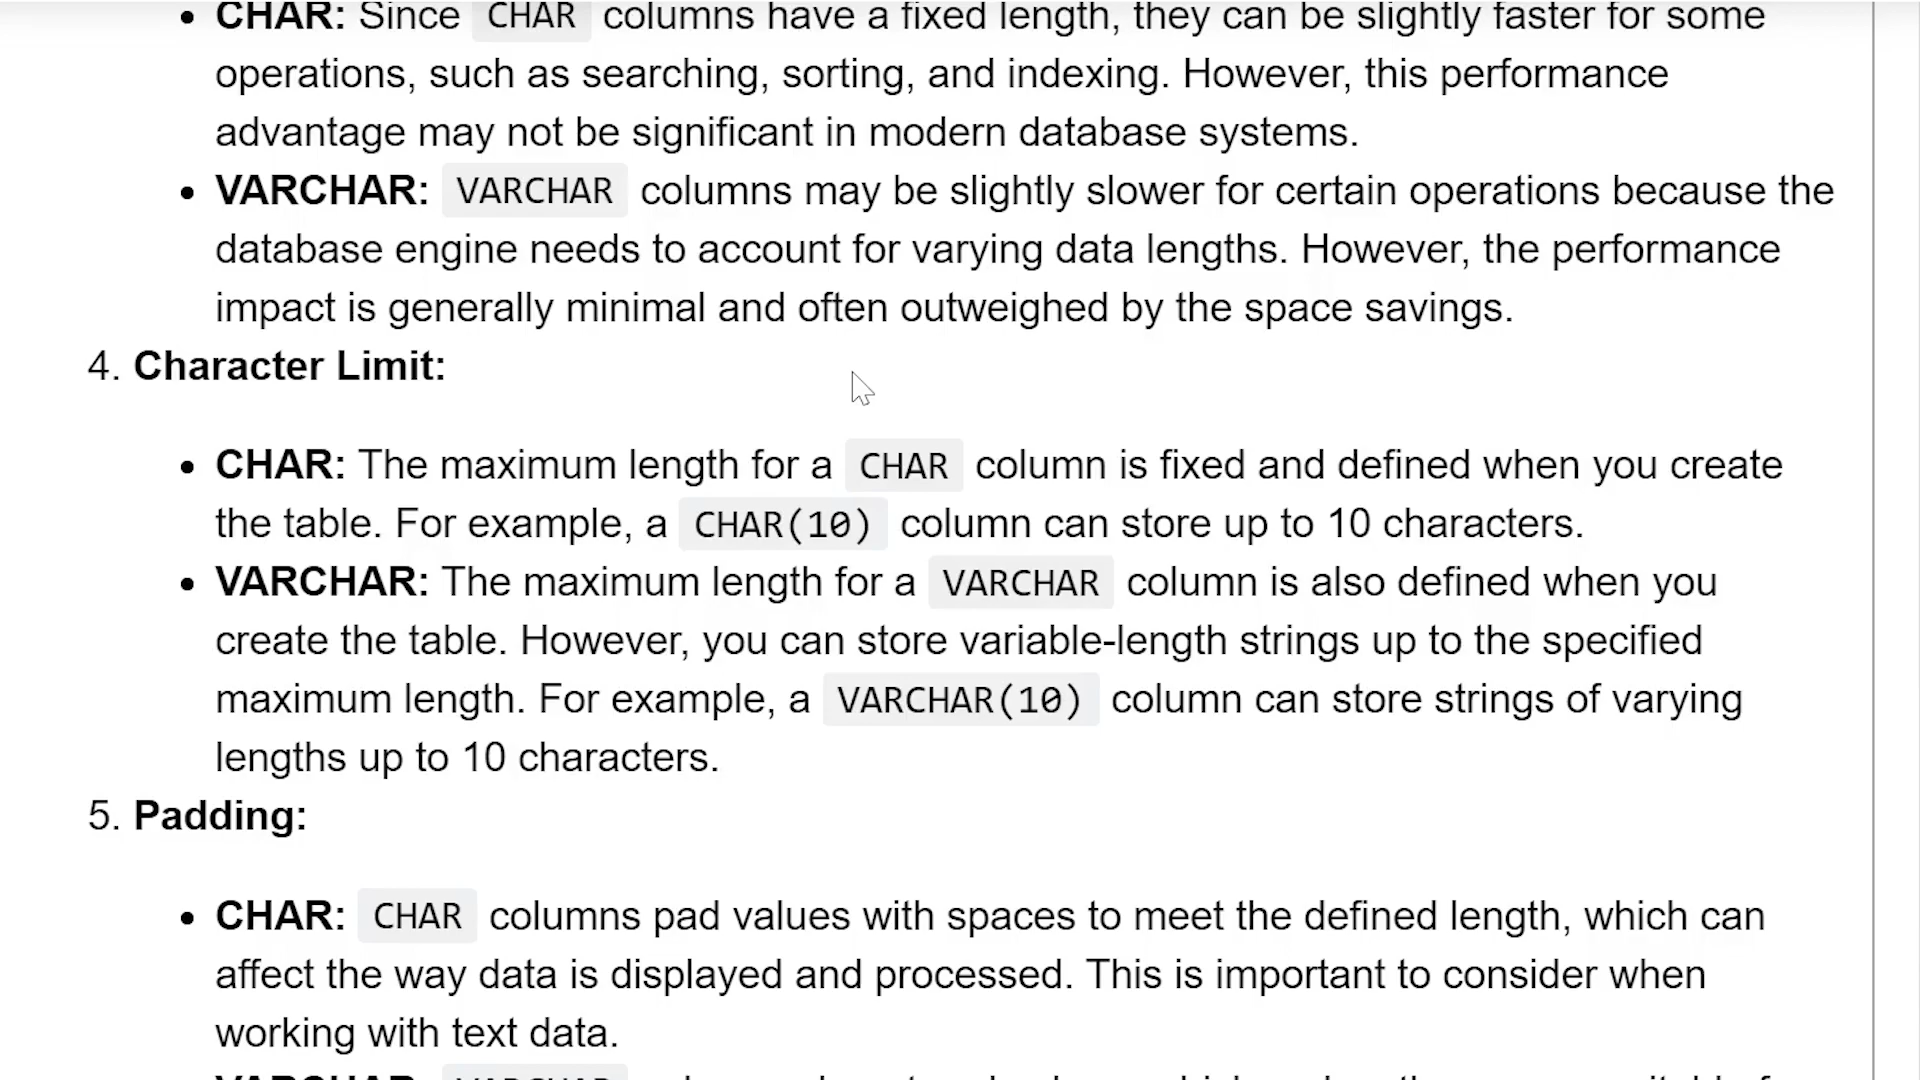 • CHAR: Since CHAR columns have a fixed length, they can be slightly faster for some
operations, such as searching, sorting, and indexing. However, this performance
advantage may not be significant in modern database systems.
• VARCHAR: VARCHAR columns may be slightly slower for certain operations because the
database engine needs to account for varying data lengths. However, the performance
impact is generally minimal and often outweighed by the space savings.
4. Character Limit:
• CHAR: The maximum length for a CHAR column is fixed and defined when you create
the table. For example, a CHAR(10) column can store up to 10 characters.
• VARCHAR: The maximum length for a VARCHAR column is also defined when you
create the table. However, you can store variable-length strings up to the specified
maximum length. For example, a VARCHAR(10) column can store strings of varying
lengths up to 10 characters.
5. Padding:
• CHAR: CHAR columns pad values with spaces to meet the defined length, which can
affect the way data is displayed and processed. This is important to consider when
working with text data.
VARCHAR: VARCHAR